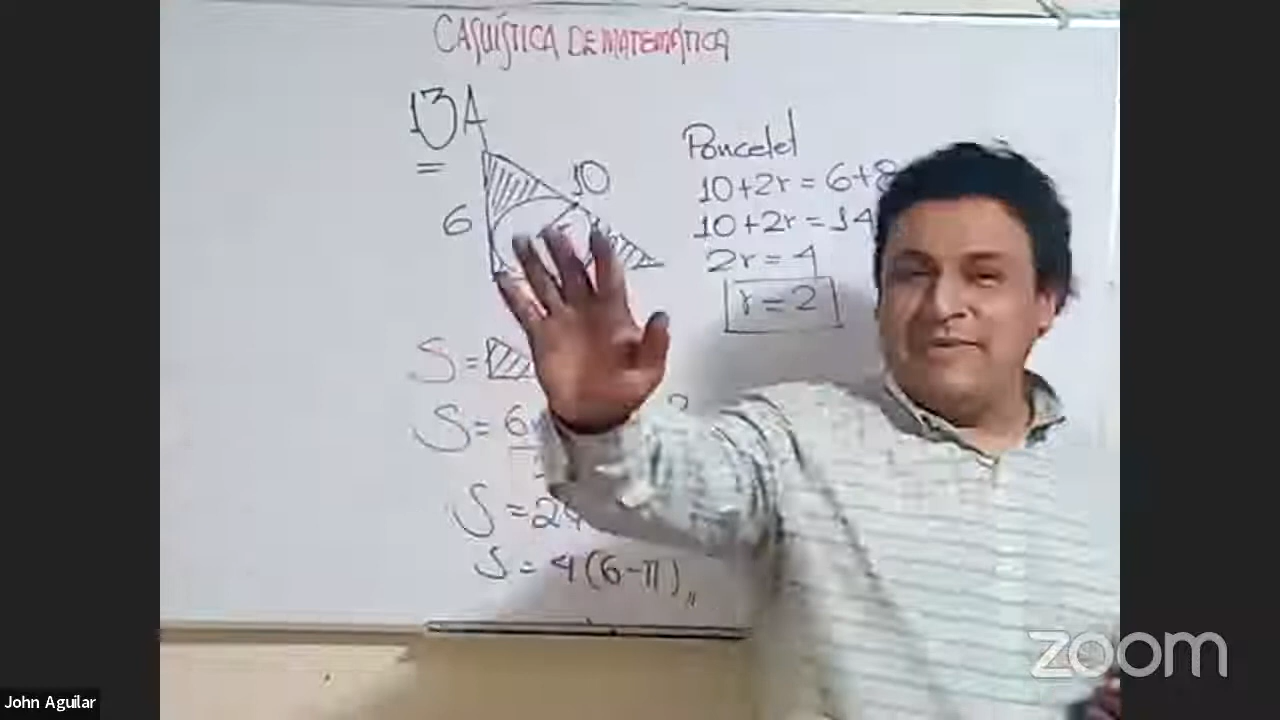 CASUÍSTICA DE MATEMÁTICA
13A
10
6
Poncelet
10+2r = 6+8
10+2r = 14
2r = 4
r = 2
S =
S = 6
S = 24
S = 4(6-π)
zoom
John Aguilar